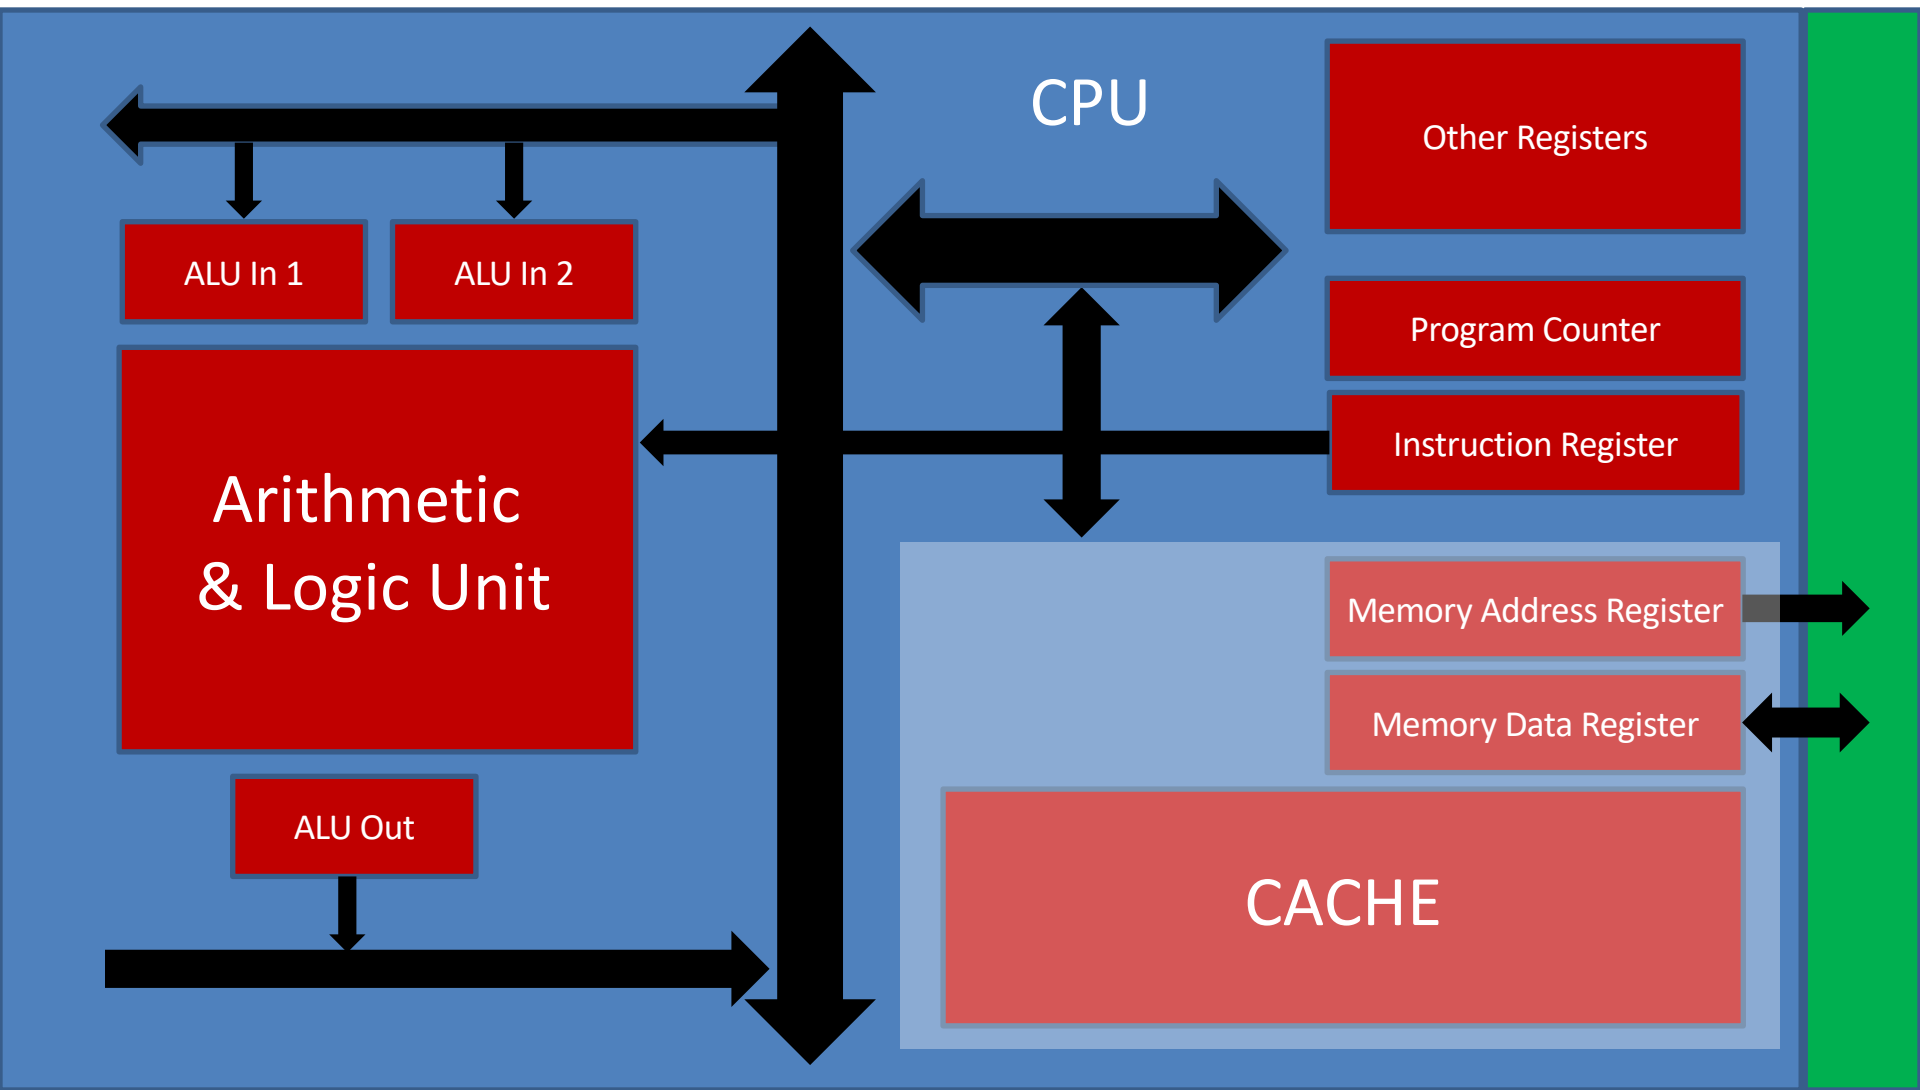 CPU
Other Registers
ALU In 1
ALU In 2
Program Counter
Instruction Register
Arithmetic
& Logic Unit
Memory Address Register
Memory Data Register
ALU Out
CACHE